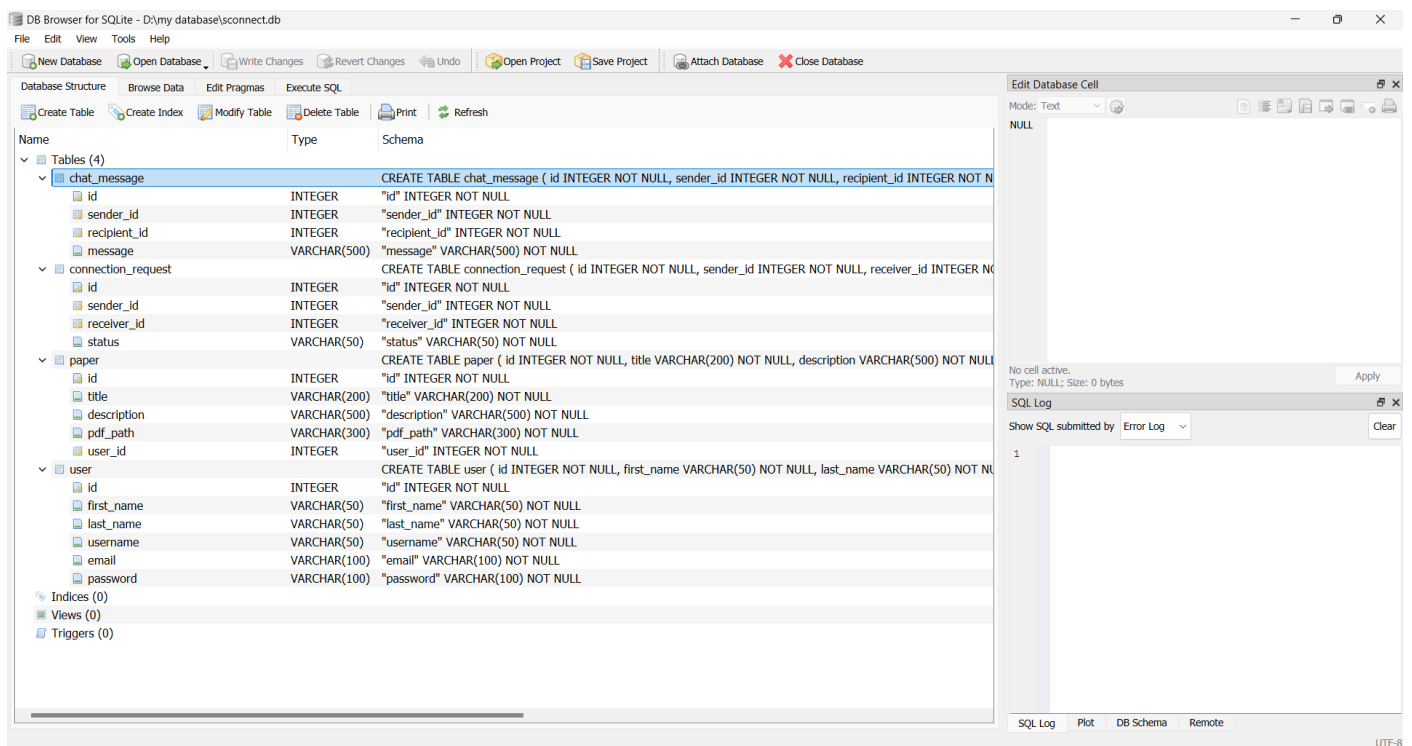 DB Browser for SQLite - D:\my database\sconnect.db
File Edit View Tools Help
New Database Open Database Write Changes Revert Changes Undo Open Project Save Project Attach Database Close Database
Database Structure Browse Data Edit Pragmas Execute SQL
Create Table Create Index Modify Table Delete Table Print Refresh
Name Type Schema
Tables (4)
chat_message CREATE TABLE chat_message ( id INTEGER NOT NULL, sender_id INTEGER NOT NULL, recipient_id INTEGER NOT N
id INTEGER "id" INTEGER NOT NULL
sender_id INTEGER "sender_id" INTEGER NOT NULL
recipient_id INTEGER "recipient_id" INTEGER NOT NULL
message VARCHAR(500) "message" VARCHAR(500) NOT NULL
connection_request CREATE TABLE connection_request ( id INTEGER NOT NULL, sender_id INTEGER NOT NULL, receiver_id INTEGER NO
id INTEGER "id" INTEGER NOT NULL
sender_id INTEGER "sender_id" INTEGER NOT NULL
receiver_id INTEGER "receiver_id" INTEGER NOT NULL
status VARCHAR(50) "status" VARCHAR(50) NOT NULL
paper CREATE TABLE paper ( id INTEGER NOT NULL, title VARCHAR(200) NOT NULL, description VARCHAR(500) NOT NULL
id INTEGER "id" INTEGER NOT NULL
title VARCHAR(200) "title" VARCHAR(200) NOT NULL
description VARCHAR(500) "description" VARCHAR(500) NOT NULL
pdf_path VARCHAR(300) "pdf_path" VARCHAR(300) NOT NULL
user_id INTEGER "user_id" INTEGER NOT NULL
user CREATE TABLE user ( id INTEGER NOT NULL, first_name VARCHAR(50) NOT NULL, last_name VARCHAR(50) NOT NU
id INTEGER "id" INTEGER NOT NULL
first_name VARCHAR(50) "first_name" VARCHAR(50) NOT NULL
last_name VARCHAR(50) "last_name" VARCHAR(50) NOT NULL
username VARCHAR(50) "username" VARCHAR(50) NOT NULL
email VARCHAR(100) "email" VARCHAR(100) NOT NULL
password VARCHAR(100) "password" VARCHAR(100) NOT NULL
Indices (0)
Views (0)
Triggers (0)
Edit Database Cell
Mode: Text
NULL
No cell active.
Type: NULL; Size: 0 bytes
Apply
SQL Log
Show SQL submitted by Error Log Clear
1
SQL Log Plot DB Schema Remote
UTF-8